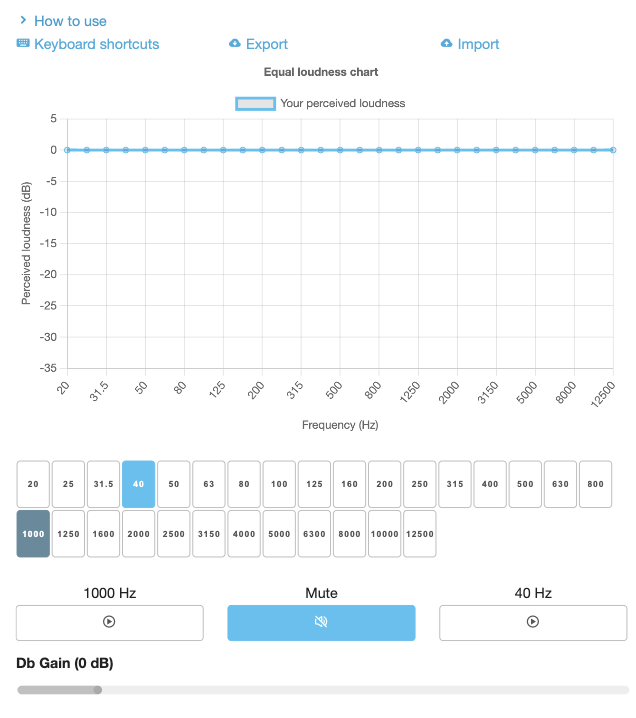 How to use
Keyboard shortcuts Export Import
Equal loudness chart
Your perceived loudness
5
0
-5
-10
-15
-20
-25
-30
-35
Perceived loudness (dB)
20 31.5 50 80 125 200 315 500 800 1250 2000 3150 5000 8000 12500
Frequency (Hz)
20 25 31.5 40 50 63 80 100 125 160 200 250 315 400 500 630 800
1000 1250 1600 2000 2500 3150 4000 5000 6300 8000 10000 12500
1000 Hz Mute 40 Hz
Db Gain (0 dB)